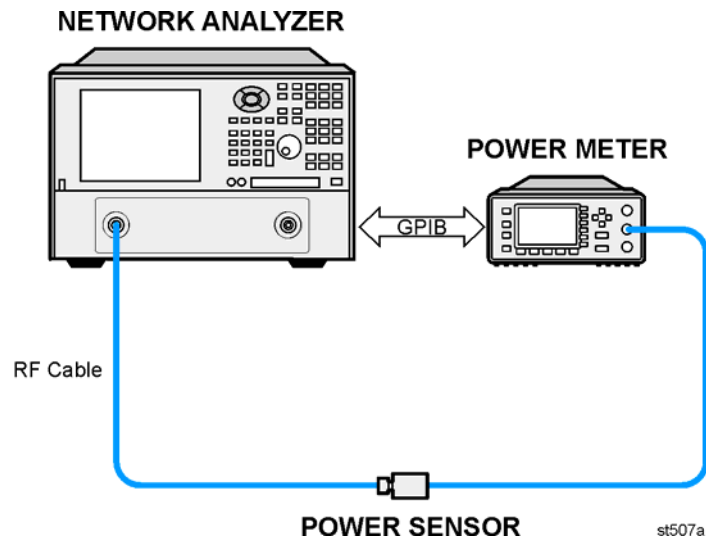 NETWORK ANALYZER
POWER METER
GPIB
RF Cable
POWER SENSOR
st507a